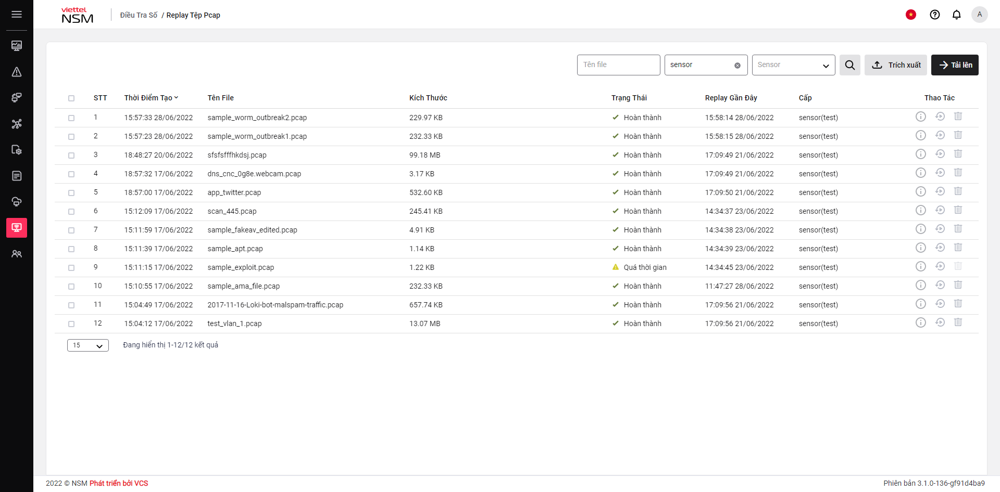 viettel
NSM
Điều Tra Số / Replay Tệp Pcap
A
Tên file
sensor
Sensor
Trích xuất
Tải lên
STT Thời Điểm Tạo Tên File Kích Thước Trạng Thái Replay Gần Đây Cấp Thao Tác
1 15:57:33 28/06/2022 sample_worm_outbreak2.pcap 229.97 KB Hoàn thành 15:58:14 28/06/2022 sensor(test)
2 15:57:23 28/06/2022 sample_worm_outbreak1.pcap 232.33 KB Hoàn thành 15:58:15 28/06/2022 sensor(test)
3 18:48:27 20/06/2022 sfsfsfffhkdsj.pcap 99.18 MB Hoàn thành 17:09:49 21/06/2022 sensor(test)
4 18:57:32 17/06/2022 dns_cnc_0g8e.webcam.pcap 3.17 KB Hoàn thành 17:09:49 21/06/2022 sensor(test)
5 18:57:00 17/06/2022 app_twitter.pcap 532.60 KB Hoàn thành 17:09:50 21/06/2022 sensor(test)
6 15:12:09 17/06/2022 scan_445.pcap 245.41 KB Hoàn thành 14:34:37 23/06/2022 sensor(test)
7 15:11:59 17/06/2022 sample_fakeav_edited.pcap 4.91 KB Hoàn thành 14:34:38 23/06/2022 sensor(test)
8 15:11:39 17/06/2022 sample_apt.pcap 1.14 KB Hoàn thành 14:34:39 23/06/2022 sensor(test)
9 15:11:15 17/06/2022 sample_exploit.pcap 1.22 KB Quá thời gian 14:34:45 23/06/2022 sensor(test)
10 15:10:55 17/06/2022 sample_ama_file.pcap 232.33 KB Hoàn thành 11:47:27 28/06/2022 sensor(test)
11 15:04:49 17/06/2022 2017-11-16-Loki-bot-malspam-traffic.pcap 657.74 KB Hoàn thành 17:09:56 21/06/2022 sensor(test)
12 15:04:12 17/06/2022 test_vlan_1.pcap 13.07 MB Hoàn thành 17:09:56 21/06/2022 sensor(test)
15 Đang hiển thị 1-12/12 kết quả
2022 © NSM Phát triển bởi VCS
Phiên bản 3.1.0-136-gf91d4ba9